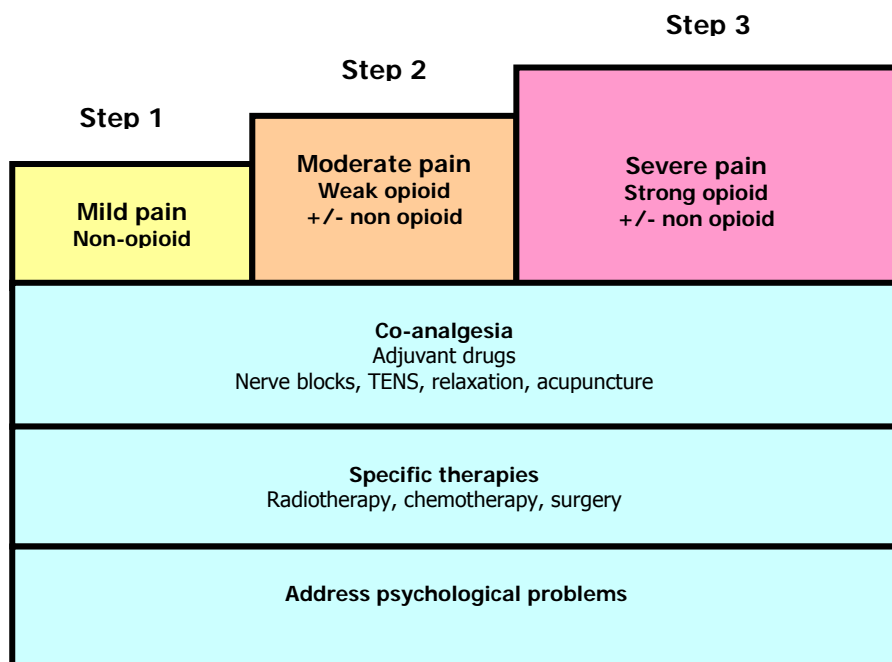 Step 1
Step 2
Step 3
Mild pain
Non-opioid
Moderate pain
Weak opioid
+/- non opioid
Severe pain
Strong opioid
+/- non opioid
Co-analgesia
Adjuvant drugs
Nerve blocks, TENS, relaxation, acupuncture
Specific therapies
Radiotherapy, chemotherapy, surgery
Address psychological problems